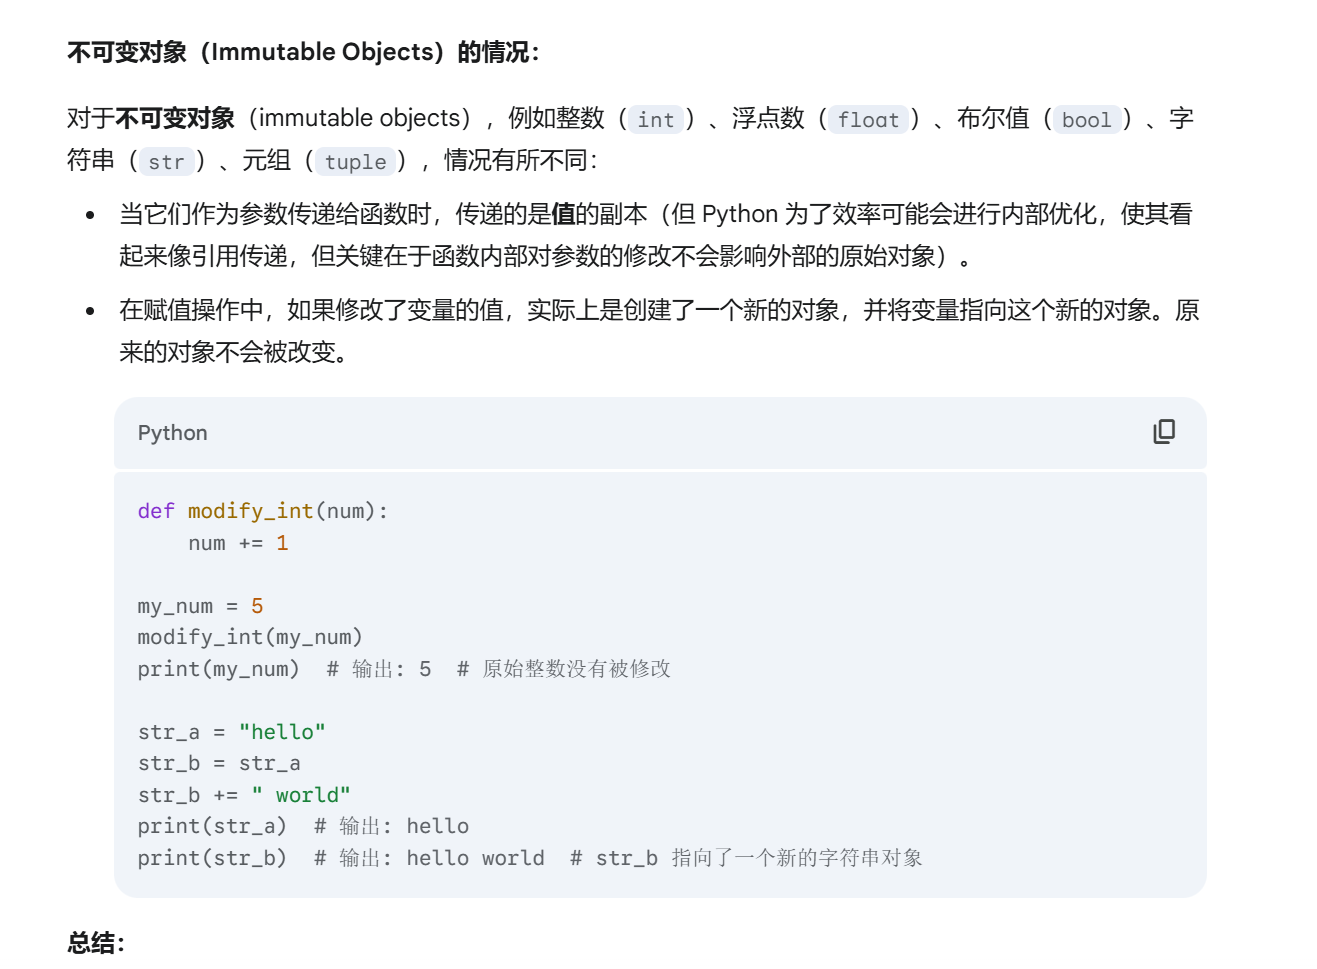 不可变对象（Immutable Objects）的情况：
对于不可变对象（immutable objects），例如整数（int）、浮点数（float）、布尔值（bool）、字
符串（str）、元组（tuple），情况有所不同：
• 当它们作为参数传递给函数时，传递的是值的副本（但 Python 为了效率可能会进行内部优化，使其看
起来像引用传递，但关键在于函数内部对参数的修改不会影响外部的原始对象）。
• 在赋值操作中，如果修改了变量的值，实际上是创建了一个新的对象，并将变量指向这个新的对象。原
来的对象不会被改变。
Python
def modify_int(num):
    num += 1
my_num = 5
modify_int(my_num)
print(my_num)  # 输出: 5  # 原始整数没有被修改
str_a = "hello"
str_b = str_a
str_b += " world"
print(str_a)  # 输出: hello
print(str_b)  # 输出: hello world  # str_b 指向了一个新的字符串对象
总结：